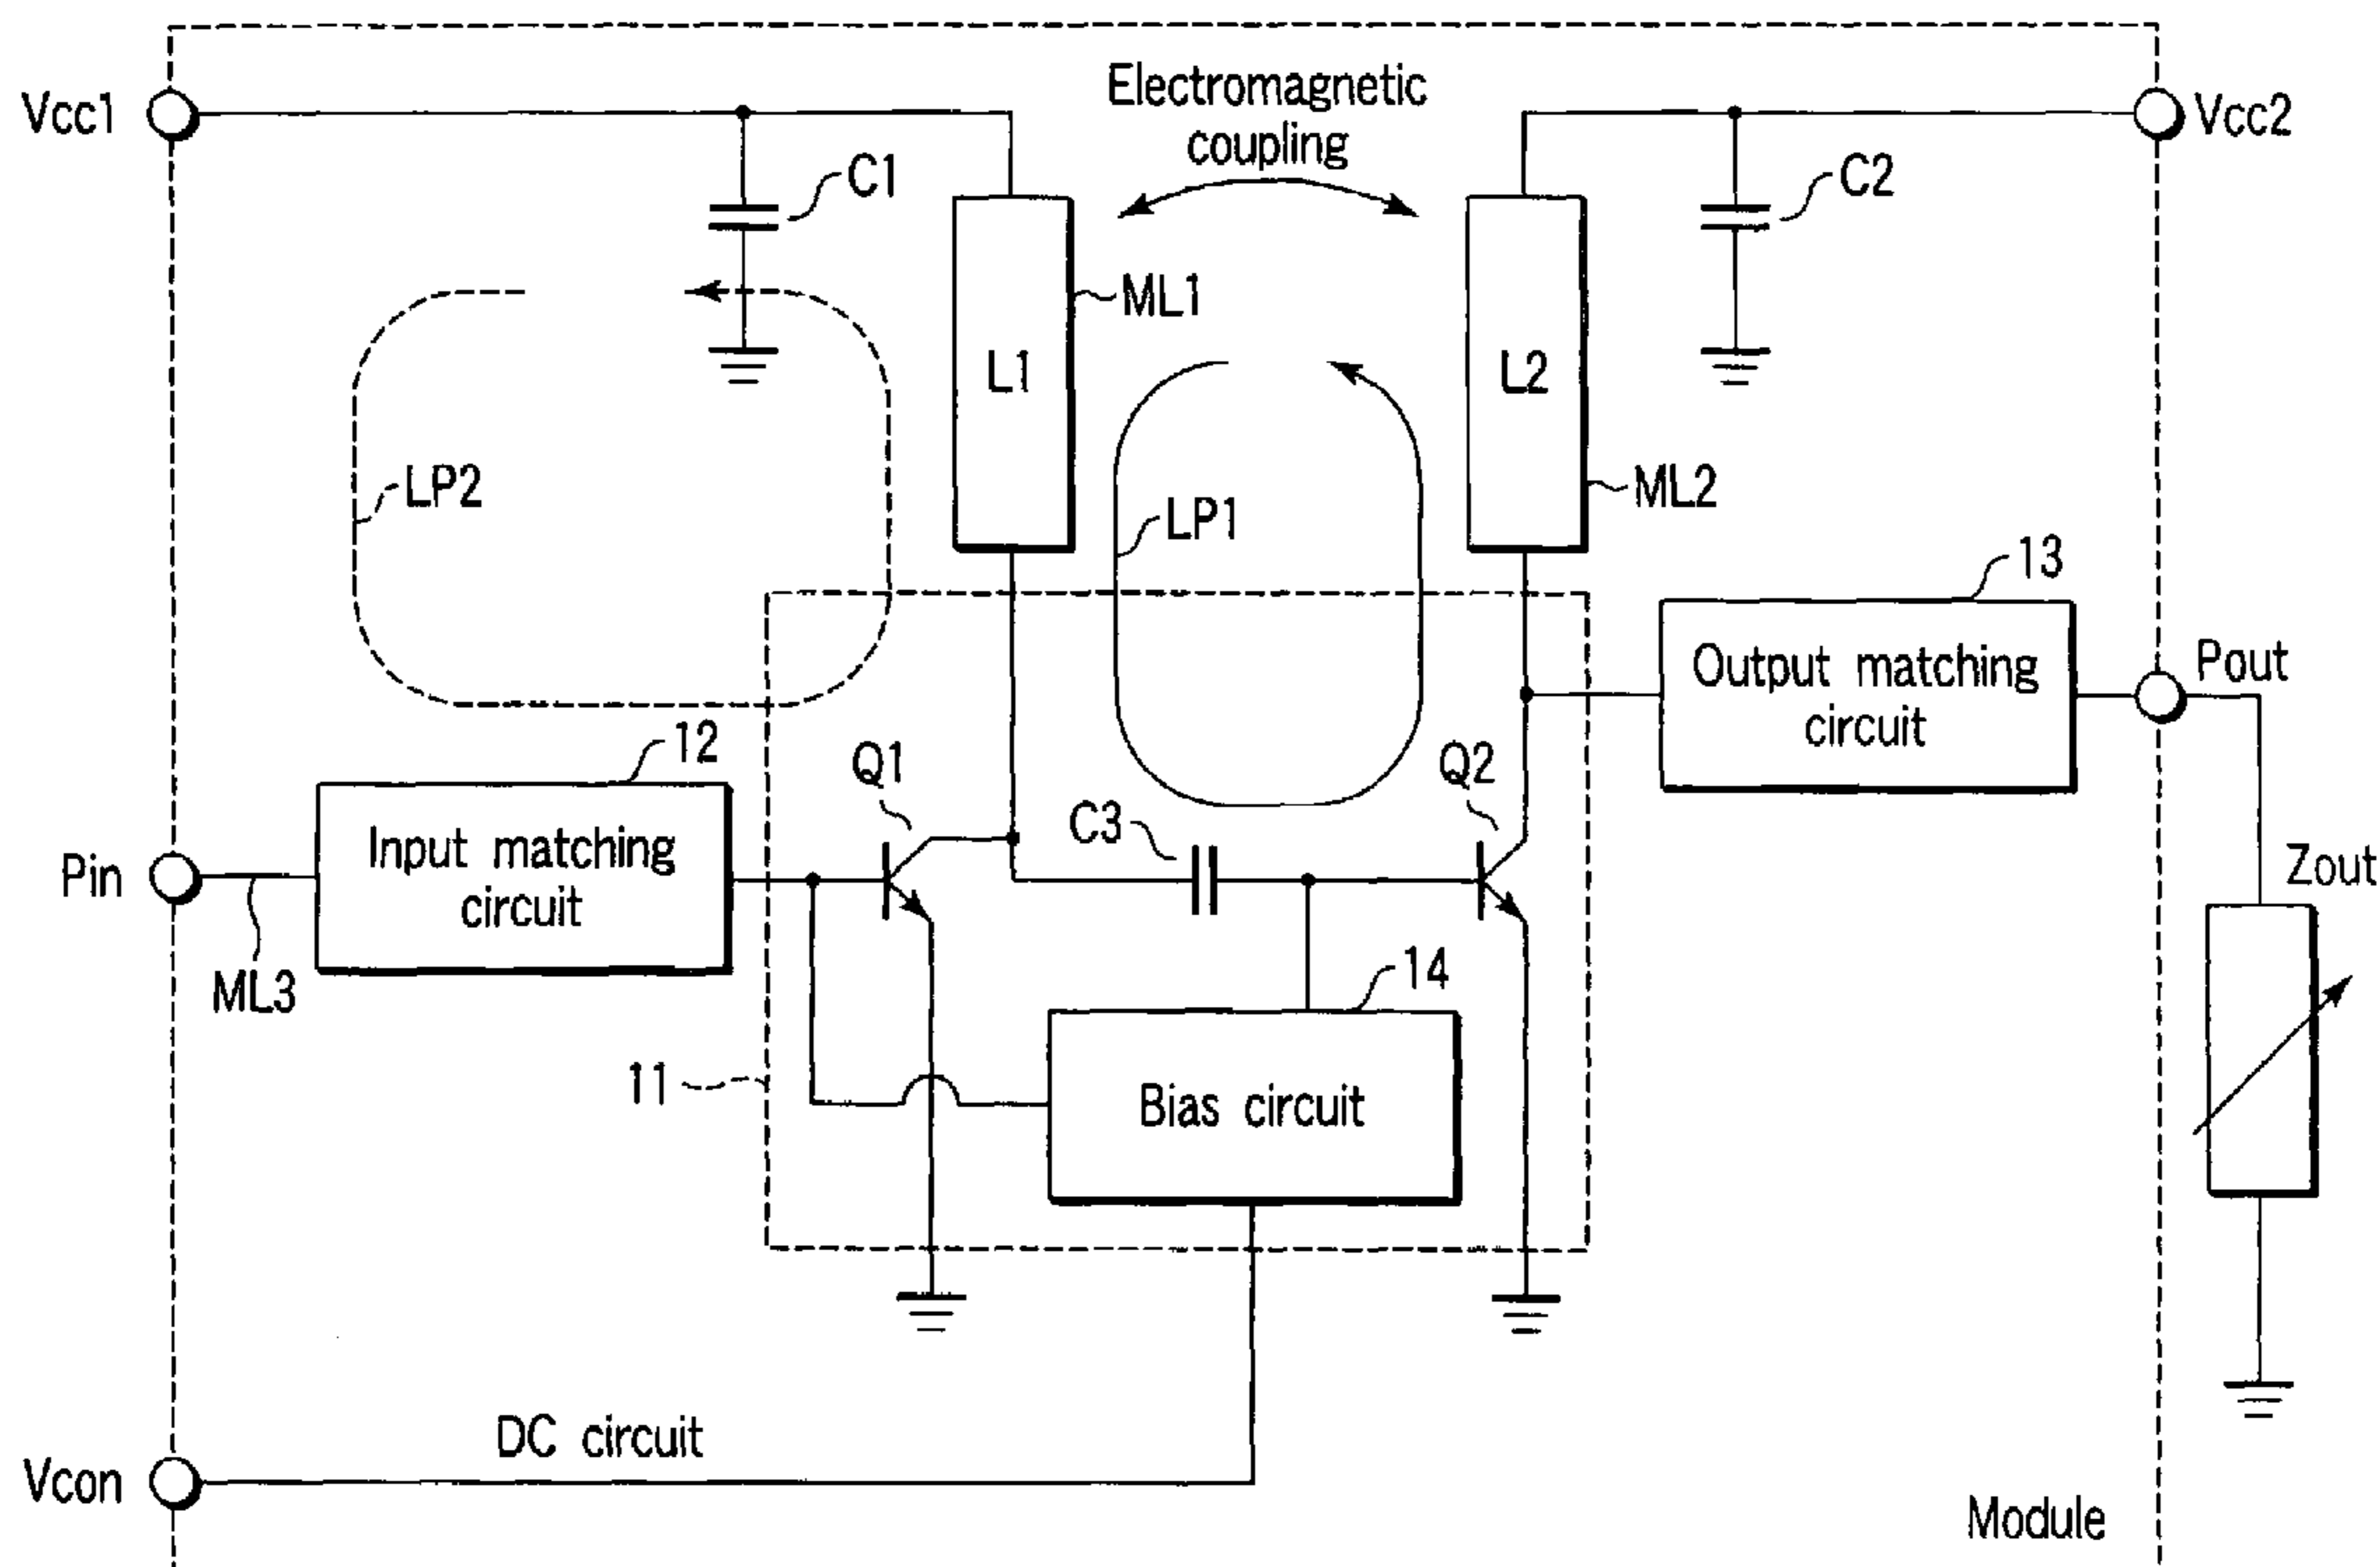 Electromagnetic
coupling
Vcc1
Vcc2
C1
C2
ML1
L1
L2
LP2
LP1
ML2
13
Output matching
circuit
Pout
12
Q1
Q2
C3
Input matching
circuit
Pin
Zout
ML3
14
11
Bias circuit
DC circuit
Vcon
Module